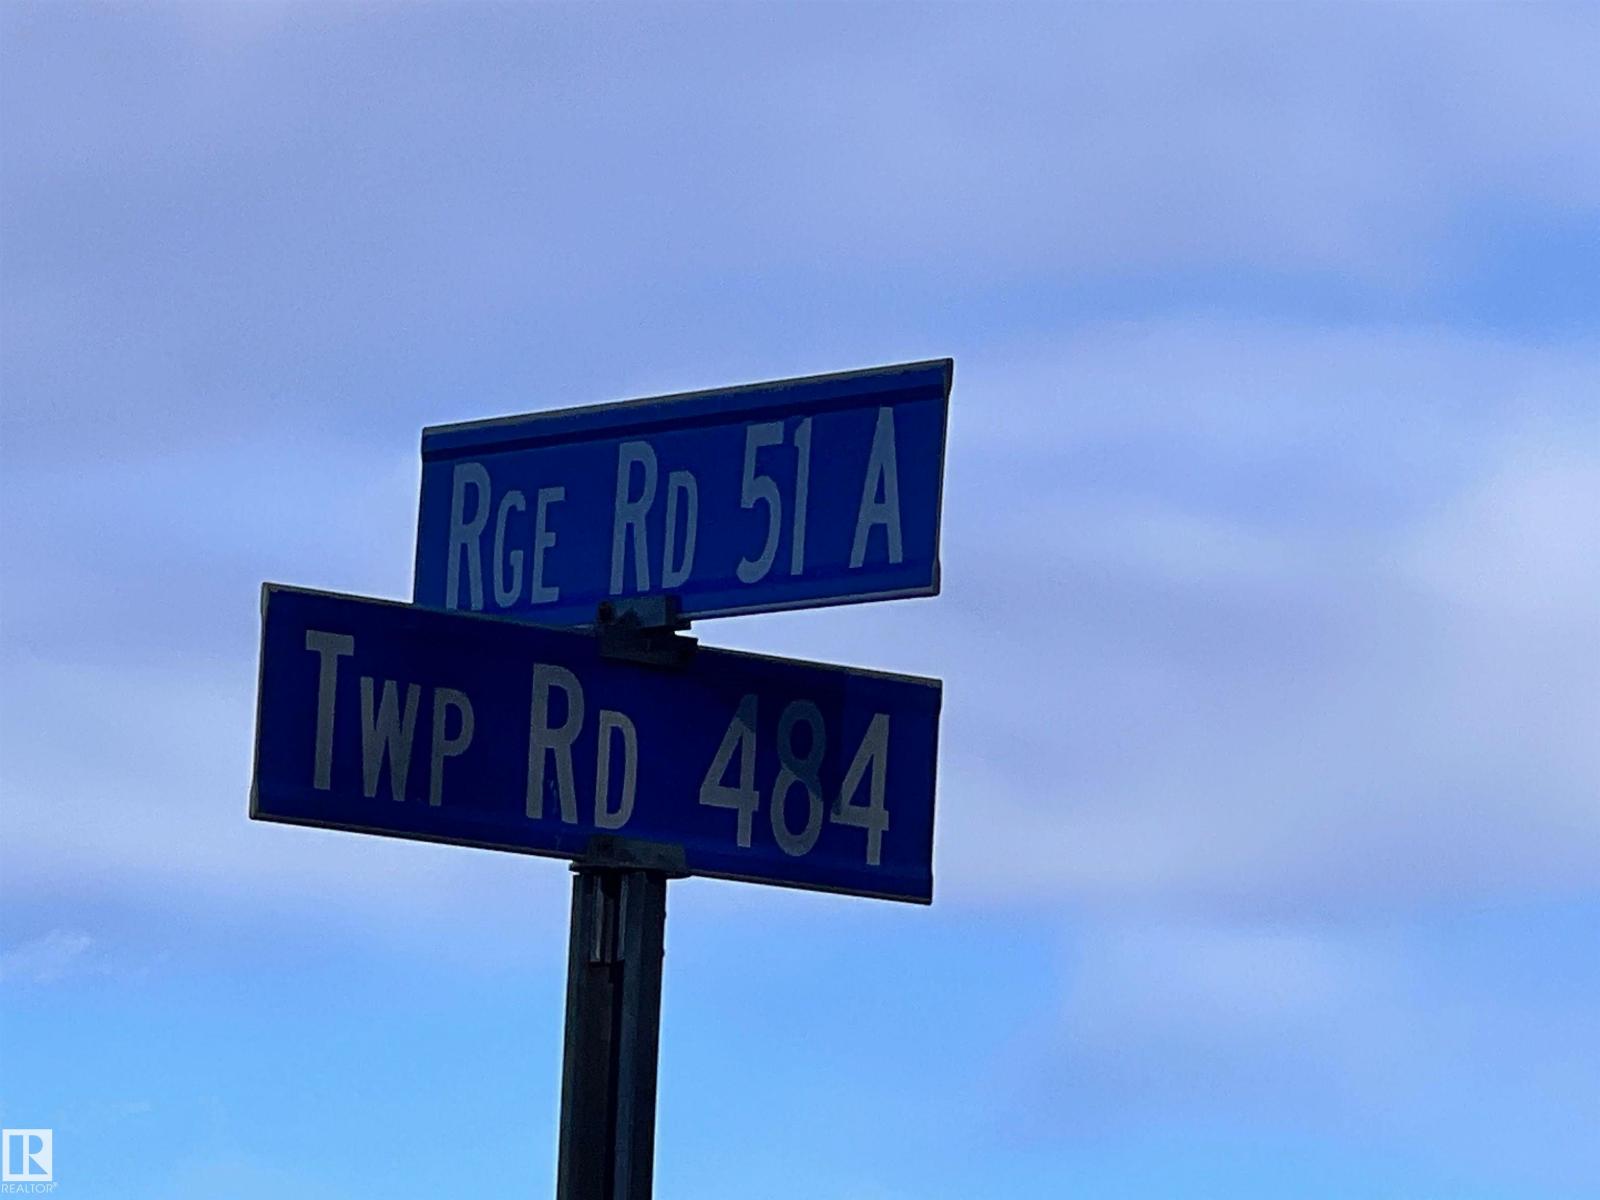 RGE RD 51 A
TWP RD 484
R
REALTOR®